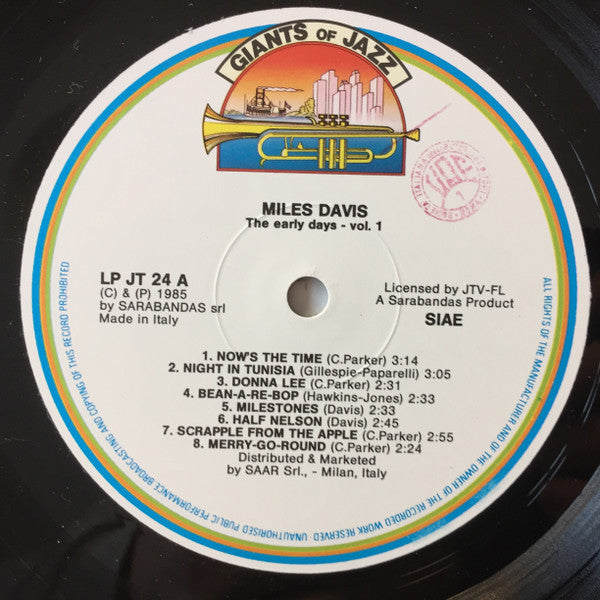 GIANTS OF JAZZ
MILES DAVIS
The early days - vol. 1
LP JT 24 A
(C) & (P) 1985
by SARABANDAS srl
Made in Italy
Licensed by JTV-FL
A Sarabandas Product
SIAE
1. NOW'S THE TIME (C.Parker) 3:14
2. NIGHT IN TUNISIA (Gillespie-Paparelli) 3:05
3. DONNA LEE (C.Parker) 2:31
4. BEAN-A-RE-BOP (Hawkins-Jones) 2:33
5. MILESTONES (Davis) 2:33
6. HALF NELSON (Davis) 2:45
7. SCRAPPLE FROM THE APPLE (C.Parker) 2:55
8. MERRY-GO-ROUND (C.Parker) 2:24
Distributed & Marketed
by SAAR Srl., - Milan, Italy
ALL RIGHTS OF THE MANUFACTURER AND OF THE OWNER OF THE RECORDED WORK RESERVED UNAUTHORISED PUBLIC PERFORMANCE BROADCASTING AND COPYING OF THIS RECORD PROHIBITED